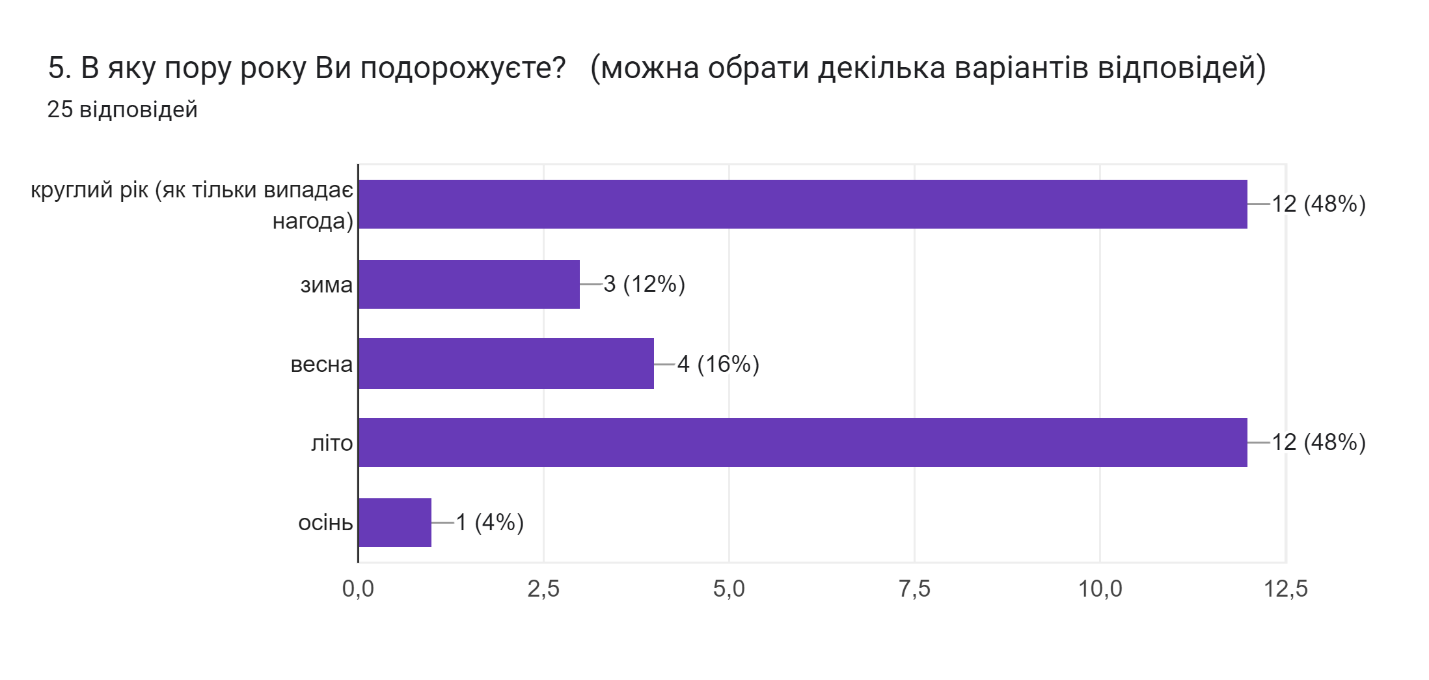 5. В яку пору року Ви подорожуєте?   (можна обрати декілька варіантів відповідей)
25 відповідей
круглий рік (як тільки випадає
нагода)
12 (48%)
зима
3 (12%)
весна
4 (16%)
літо
12 (48%)
осінь
1 (4%)
0,0 2,5 5,0 7,5 10,0 12,5